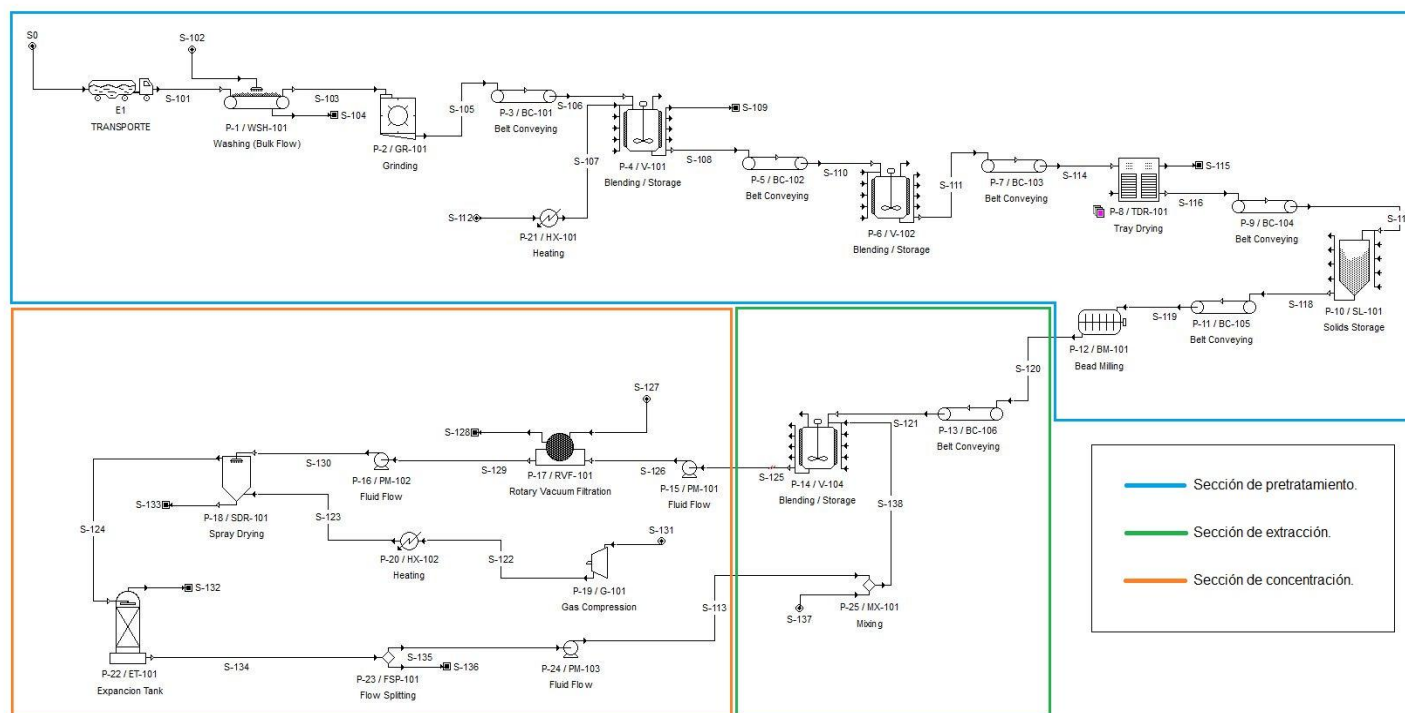 S0
S-102
S-101
E1
TRANSPORTE
S-103
S-104
P-1 / WSH-101
Washing (Bulk Flow)
P-2 / GR-101
Grinding
S-105
P-3 / BC-101
Belt Conveying
S-106
S-107
S-109
P-4 / V-101
Blending / Storage
S-108
S-112
P-21 / HX-101
Heating
P-5 / BC-102
Belt Conveying
S-110
P-6 / V-102
Blending / Storage
S-111
P-7 / BC-103
Belt Conveying
S-114
S-115
P-8 / TDR-101
Tray Drying
S-116
P-9 / BC-104
Belt Conveying
P-10 / SL-101
Solids Storage
S-118
P-11 / BC-105
Belt Conveying
S-119
P-12 / BM-101
Bead Milling
S-120
P-13 / BC-106
Belt Conveying
S-121
P-14 / V-104
Blending / Storage
S-125
S-138
P-15 / PM-101
Fluid Flow
S-126
S-127
S-128
P-17 / RVF-101
Rotary Vacuum Filtration
S-129
P-16 / PM-102
Fluid Flow
S-130
S-133
P-18 / SDR-101
Spray Drying
S-124
S-123
P-20 / HX-102
Heating
S-122
S-131
P-19 / G-101
Gas Compression
S-132
P-22 / ET-101
Expancion Tank
S-134
P-23 / FSP-101
Flow Splitting
S-135
S-136
P-24 / PM-103
Fluid Flow
S-113
S-137
P-25 / MX-101
Mixing
Sección de pretratamiento.
Sección de extracción.
Sección de concentración.